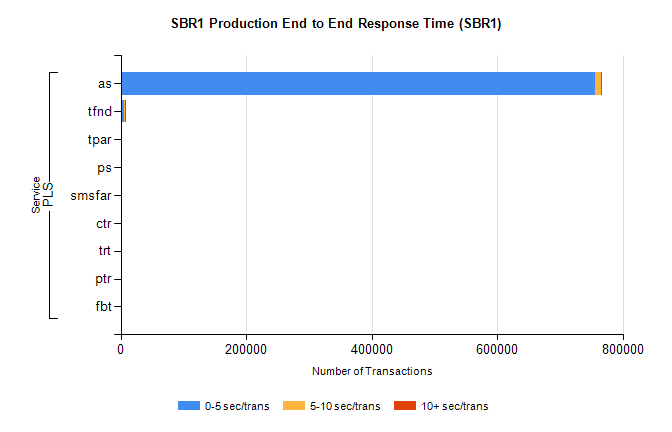 SBR1 Production End to End Response Time (SBR1)
Service
PLS
as
tfnd
tpar
ps
smsfar
ctr
trt
ptr
fbt
0 200000 400000 600000 800000
Number of Transactions
0-5 sec/trans 5-10 sec/trans 10+ sec/trans